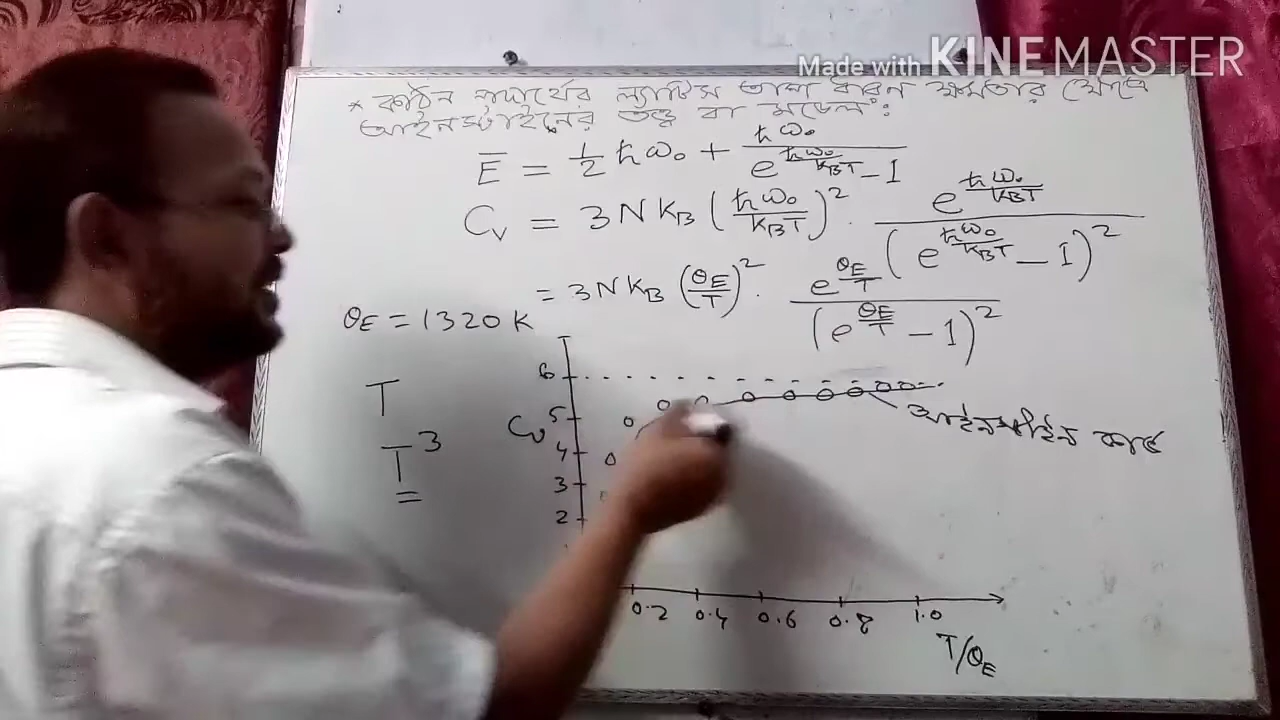 Made with KINEMASTER
* কঠিন পদার্থের ল্যাটিস তাপ ধারণ ক্ষমতার ক্ষেত্রে
আইনস্টাইনের তত্ত্ব বা মডেল:
E̅ = 1/2 ħω₀ + ħω₀ / (e^(ħω₀/K_BT) - 1)
C_V = 3NK_B (ħω₀/K_BT)² · e^(ħω₀/K_BT) / (e^(ħω₀/K_BT) - 1)²
= 3NK_B (θ_E/T)² · e^(θ_E/T) / (e^(θ_E/T) - 1)²
θ_E = 1320 K
T
T³
C_V
6
5
4
3
2
আইনস্টাইন কার্ভ
0.2 0.4 0.6 0.8 1.0
T/θ_E